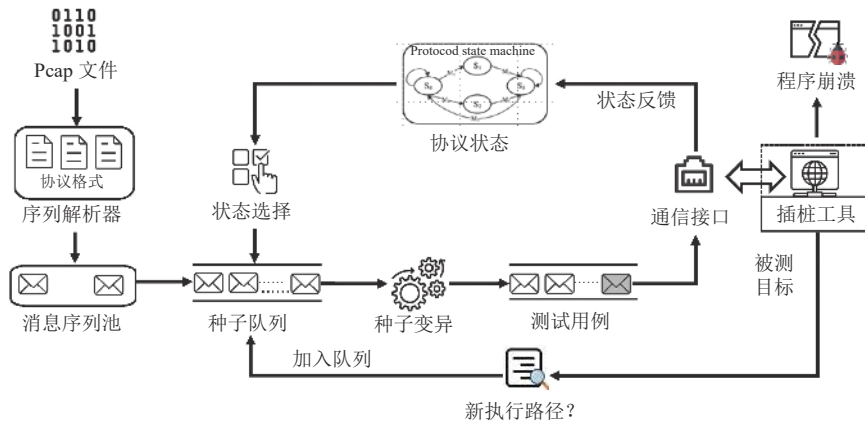 0110
1001
1010
Pcap 文件
协议格式
序列解析器
消息序列池
状态选择
种子队列
种子变异
测试用例
Protocod state machine
协议状态
状态反馈
通信接口
程序崩溃
插桩工具
被测
目标
加入队列
新执行路径？